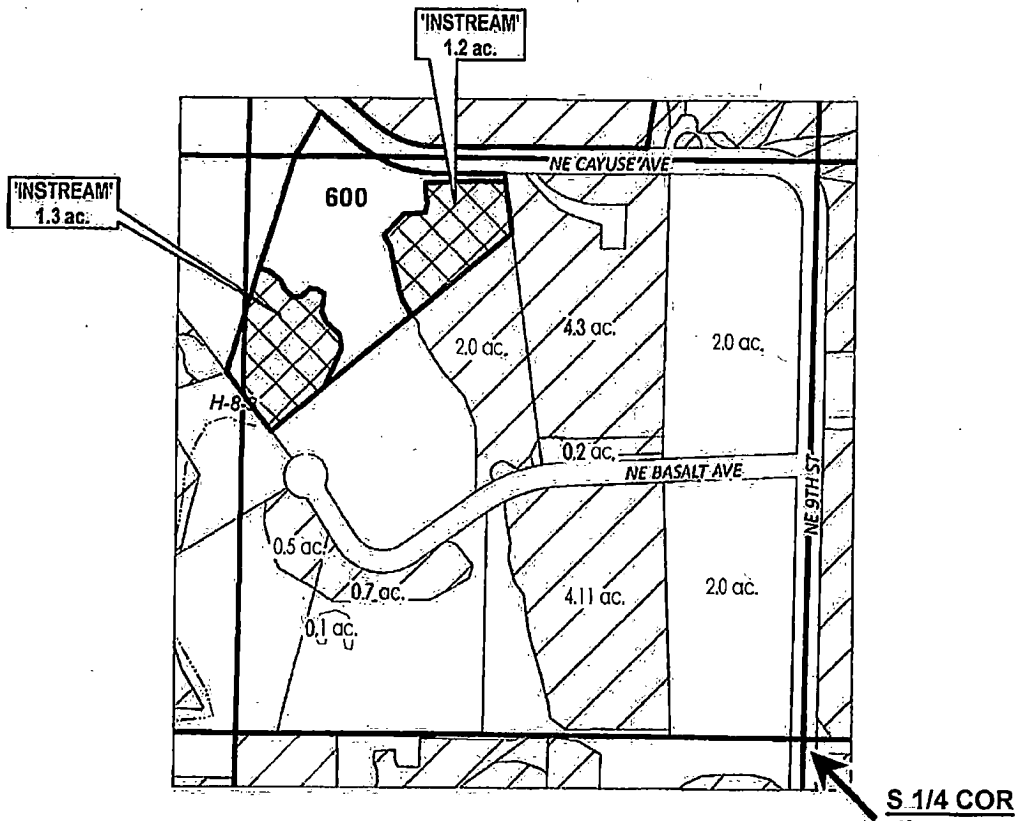 'INSTREAM'
1.2 ac.
NE CAYUSE AVE
'INSTREAM'
1.3 ac.
600
2.0 ac.
4.3 ac.
2.0 ac.
0.2 ac.
NE BASALT AVE
NE 9TH ST
0.5 ac.
0.7 ac.
0.1 ac.
4.11 ac.
2.0 ac.
S 1/4 COR